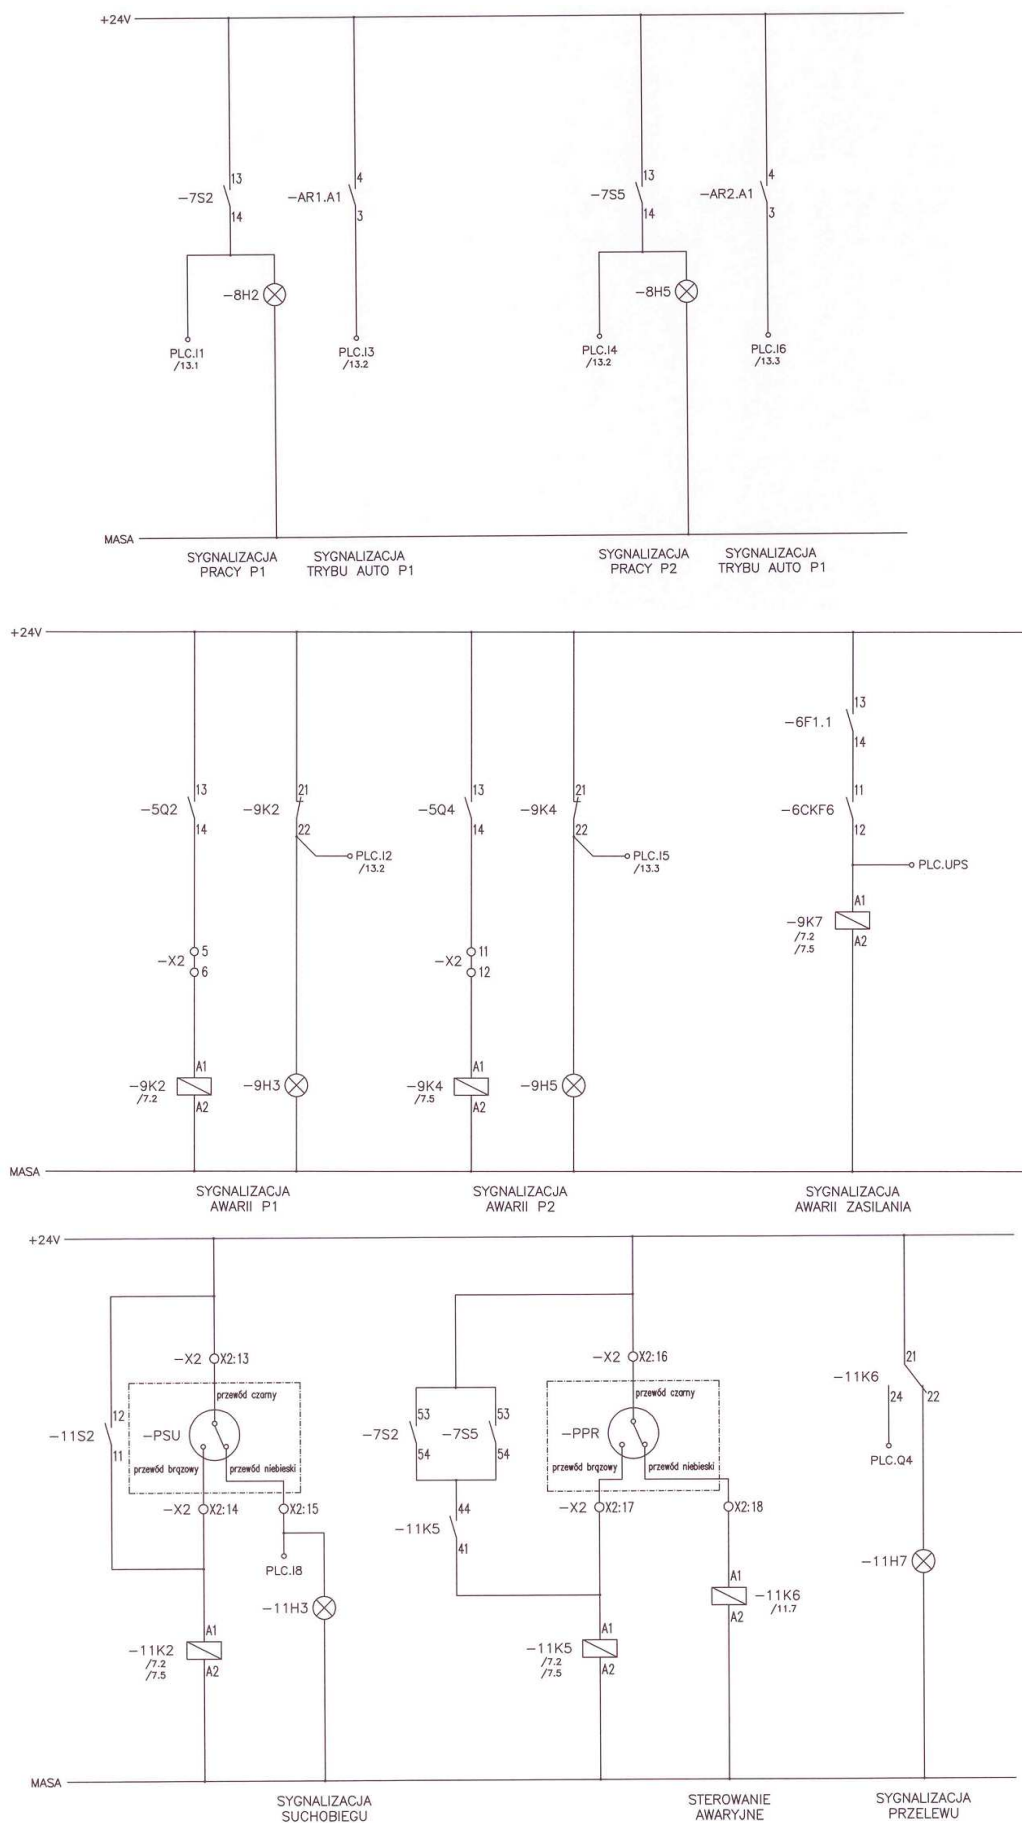 +24V
-7S2
13
14
-AR1.A1
4
3
-7S5
13
14
-AR2.A1
4
3
-8H2
-8H5
PLC.I1
/13.1
PLC.I3
/13.2
PLC.I4
/13.2
PLC.I6
/13.3
MASA
SYGNALIZACJA
PRACY P1
SYGNALIZACJA
TRYBU AUTO P1
SYGNALIZACJA
PRACY P2
SYGNALIZACJA
TRYBU AUTO P1
+24V
-6F1.1
13
14
-5Q2
13
14
-9K2
21
22
PLC.I2
/13.2
-5Q4
13
14
-9K4
21
22
PLC.I5
/13.3
-6CKF6
11
12
PLC.UPS
-9K7
/7.2
/7.5
A1
A2
-X2
5
6
-X2
11
12
-9K2
/7.2
A1
A2
-9H3
-9K4
/7.5
A1
A2
-9H5
MASA
SYGNALIZACJA
AWARII P1
SYGNALIZACJA
AWARII P2
SYGNALIZACJA
AWARII ZASILANIA
+24V
-X2 X2:13
przewód czarny
-11S2
12
11
-PSU
przewód brązowy
przewód niebieski
-X2 X2:14
X2:15
PLC.I8
-11H3
-11K2
/7.2
/7.5
A1
A2
-X2 X2:16
przewód czarny
-7S2
53
54
-7S5
53
54
-PPR
przewód brązowy
przewód niebieski
-X2 X2:17
X2:18
-11K5
44
41
-11K5
/7.2
/7.5
A1
A2
-11K6
/11.7
A1
A2
-11K6
21
24
22
PLC.Q4
-11H7
MASA
SYGNALIZACJA
SUCHOBIEGU
STEROWANIE
AWARYJNE
SYGNALIZACJA
PRZELEWU